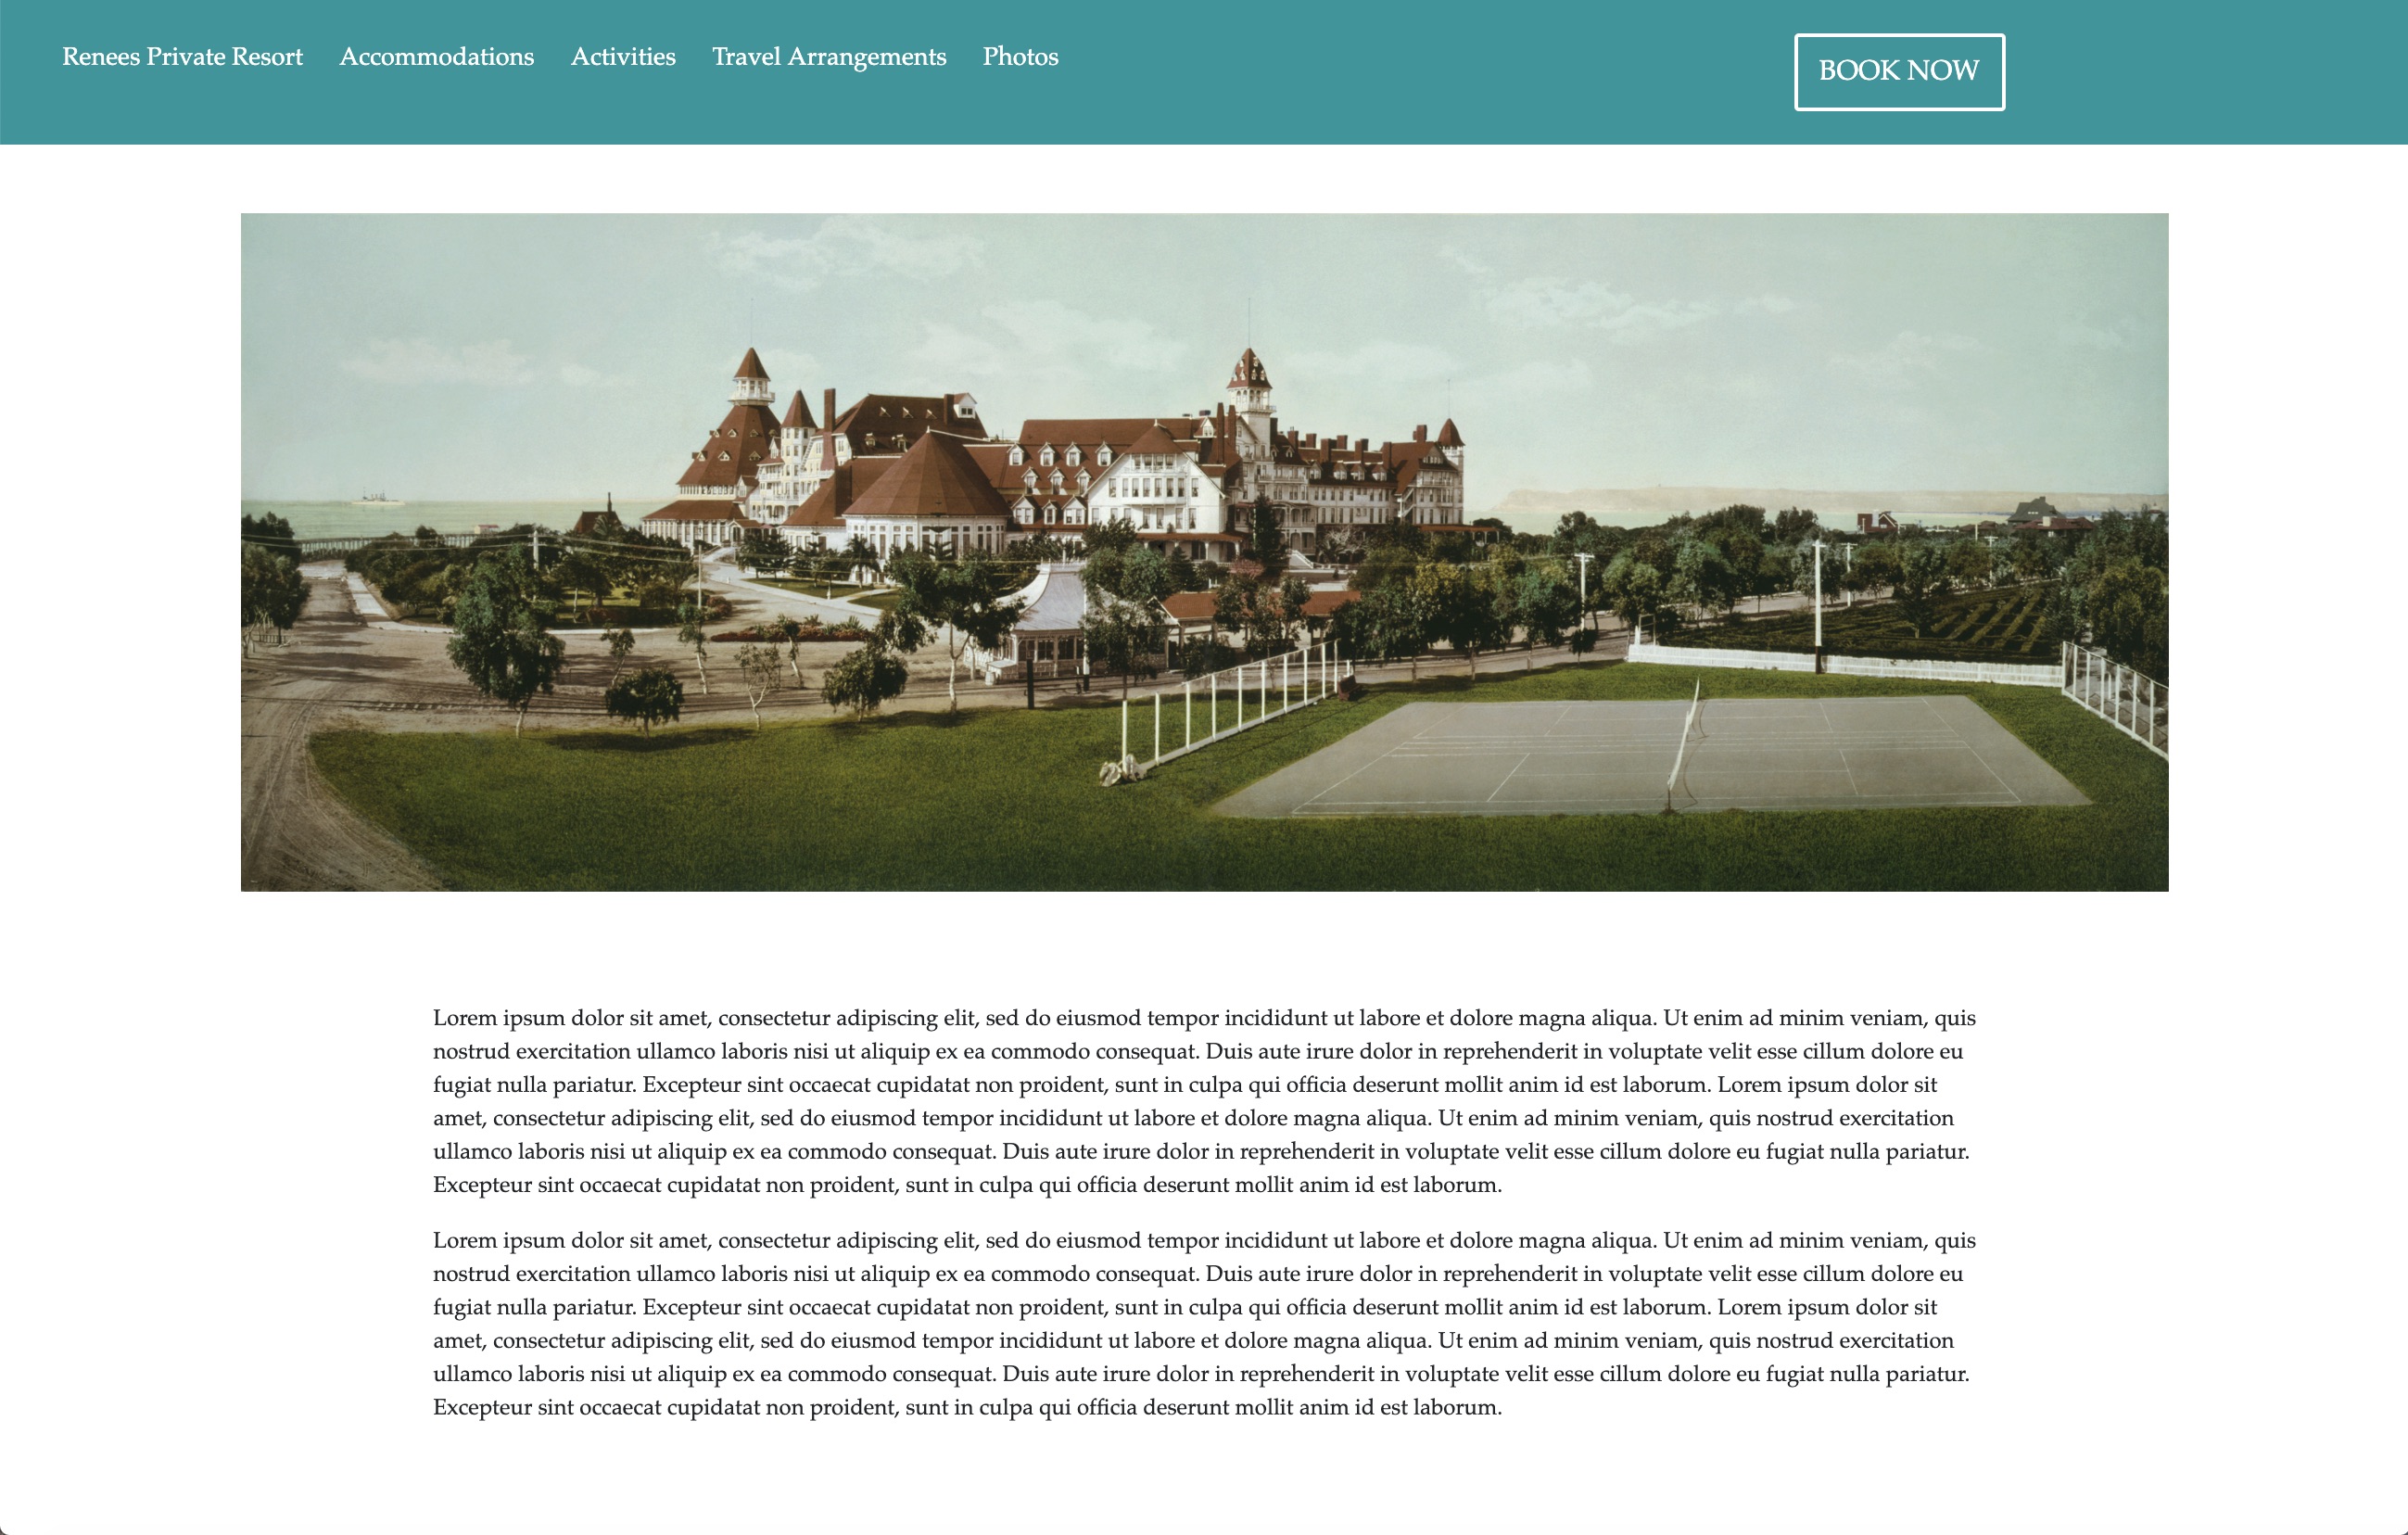 Renees Private Resort Accommodations Activities Travel Arrangements Photos
BOOK NOW
Lorem ipsum dolor sit amet, consectetur adipiscing elit, sed do eiusmod tempor incididunt ut labore et dolore magna aliqua. Ut enim ad minim veniam, quis
nostrud exercitation ullamco laboris nisi ut aliquip ex ea commodo consequat. Duis aute irure dolor in reprehenderit in voluptate velit esse cillum dolore eu
fugiat nulla pariatur. Excepteur sint occaecat cupidatat non proident, sunt in culpa qui officia deserunt mollit anim id est laborum. Lorem ipsum dolor sit
amet, consectetur adipiscing elit, sed do eiusmod tempor incididunt ut labore et dolore magna aliqua. Ut enim ad minim veniam, quis nostrud exercitation
ullamco laboris nisi ut aliquip ex ea commodo consequat. Duis aute irure dolor in reprehenderit in voluptate velit esse cillum dolore eu fugiat nulla pariatur.
Excepteur sint occaecat cupidatat non proident, sunt in culpa qui officia deserunt mollit anim id est laborum.
Lorem ipsum dolor sit amet, consectetur adipiscing elit, sed do eiusmod tempor incididunt ut labore et dolore magna aliqua. Ut enim ad minim veniam, quis
nostrud exercitation ullamco laboris nisi ut aliquip ex ea commodo consequat. Duis aute irure dolor in reprehenderit in voluptate velit esse cillum dolore eu
fugiat nulla pariatur. Excepteur sint occaecat cupidatat non proident, sunt in culpa qui officia deserunt mollit anim id est laborum. Lorem ipsum dolor sit
amet, consectetur adipiscing elit, sed do eiusmod tempor incididunt ut labore et dolore magna aliqua. Ut enim ad minim veniam, quis nostrud exercitation
ullamco laboris nisi ut aliquip ex ea commodo consequat. Duis aute irure dolor in reprehenderit in voluptate velit esse cillum dolore eu fugiat nulla pariatur.
Excepteur sint occaecat cupidatat non proident, sunt in culpa qui officia deserunt mollit anim id est laborum.